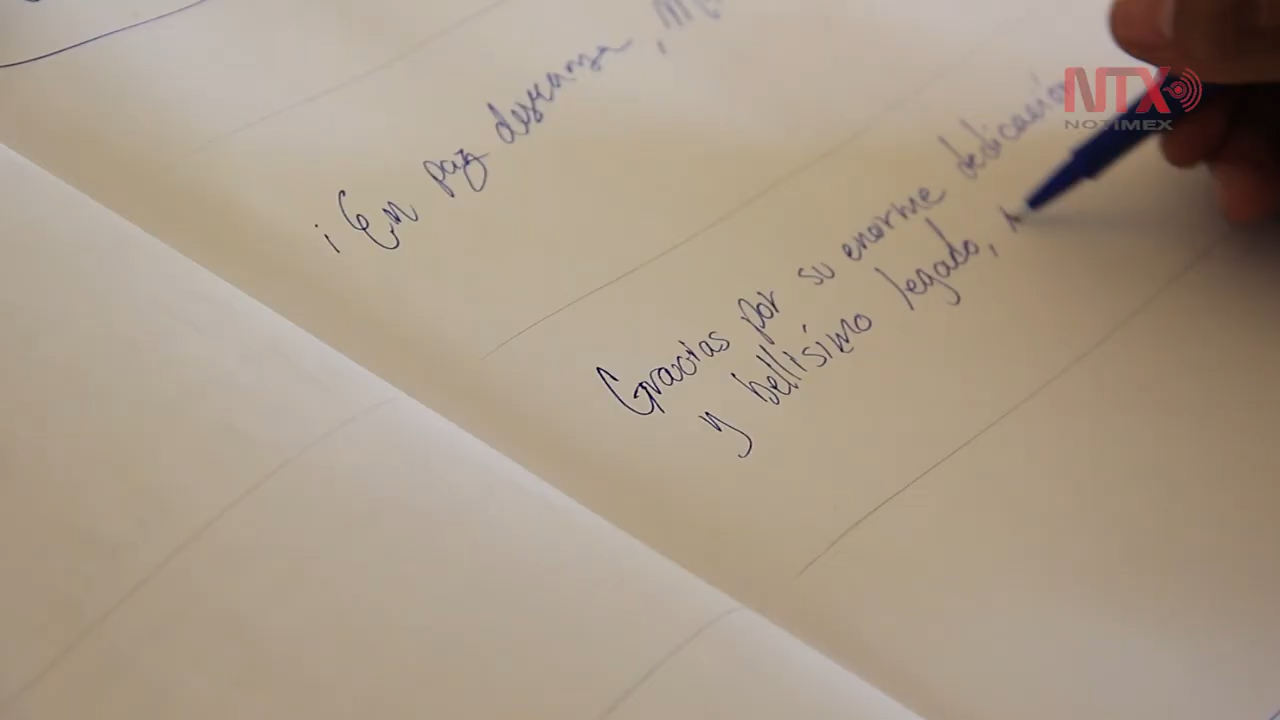 ¡En paz descansa,
Gracias por su enorme dedicación
y bellísimo legado,
NTX
NOTIMEX